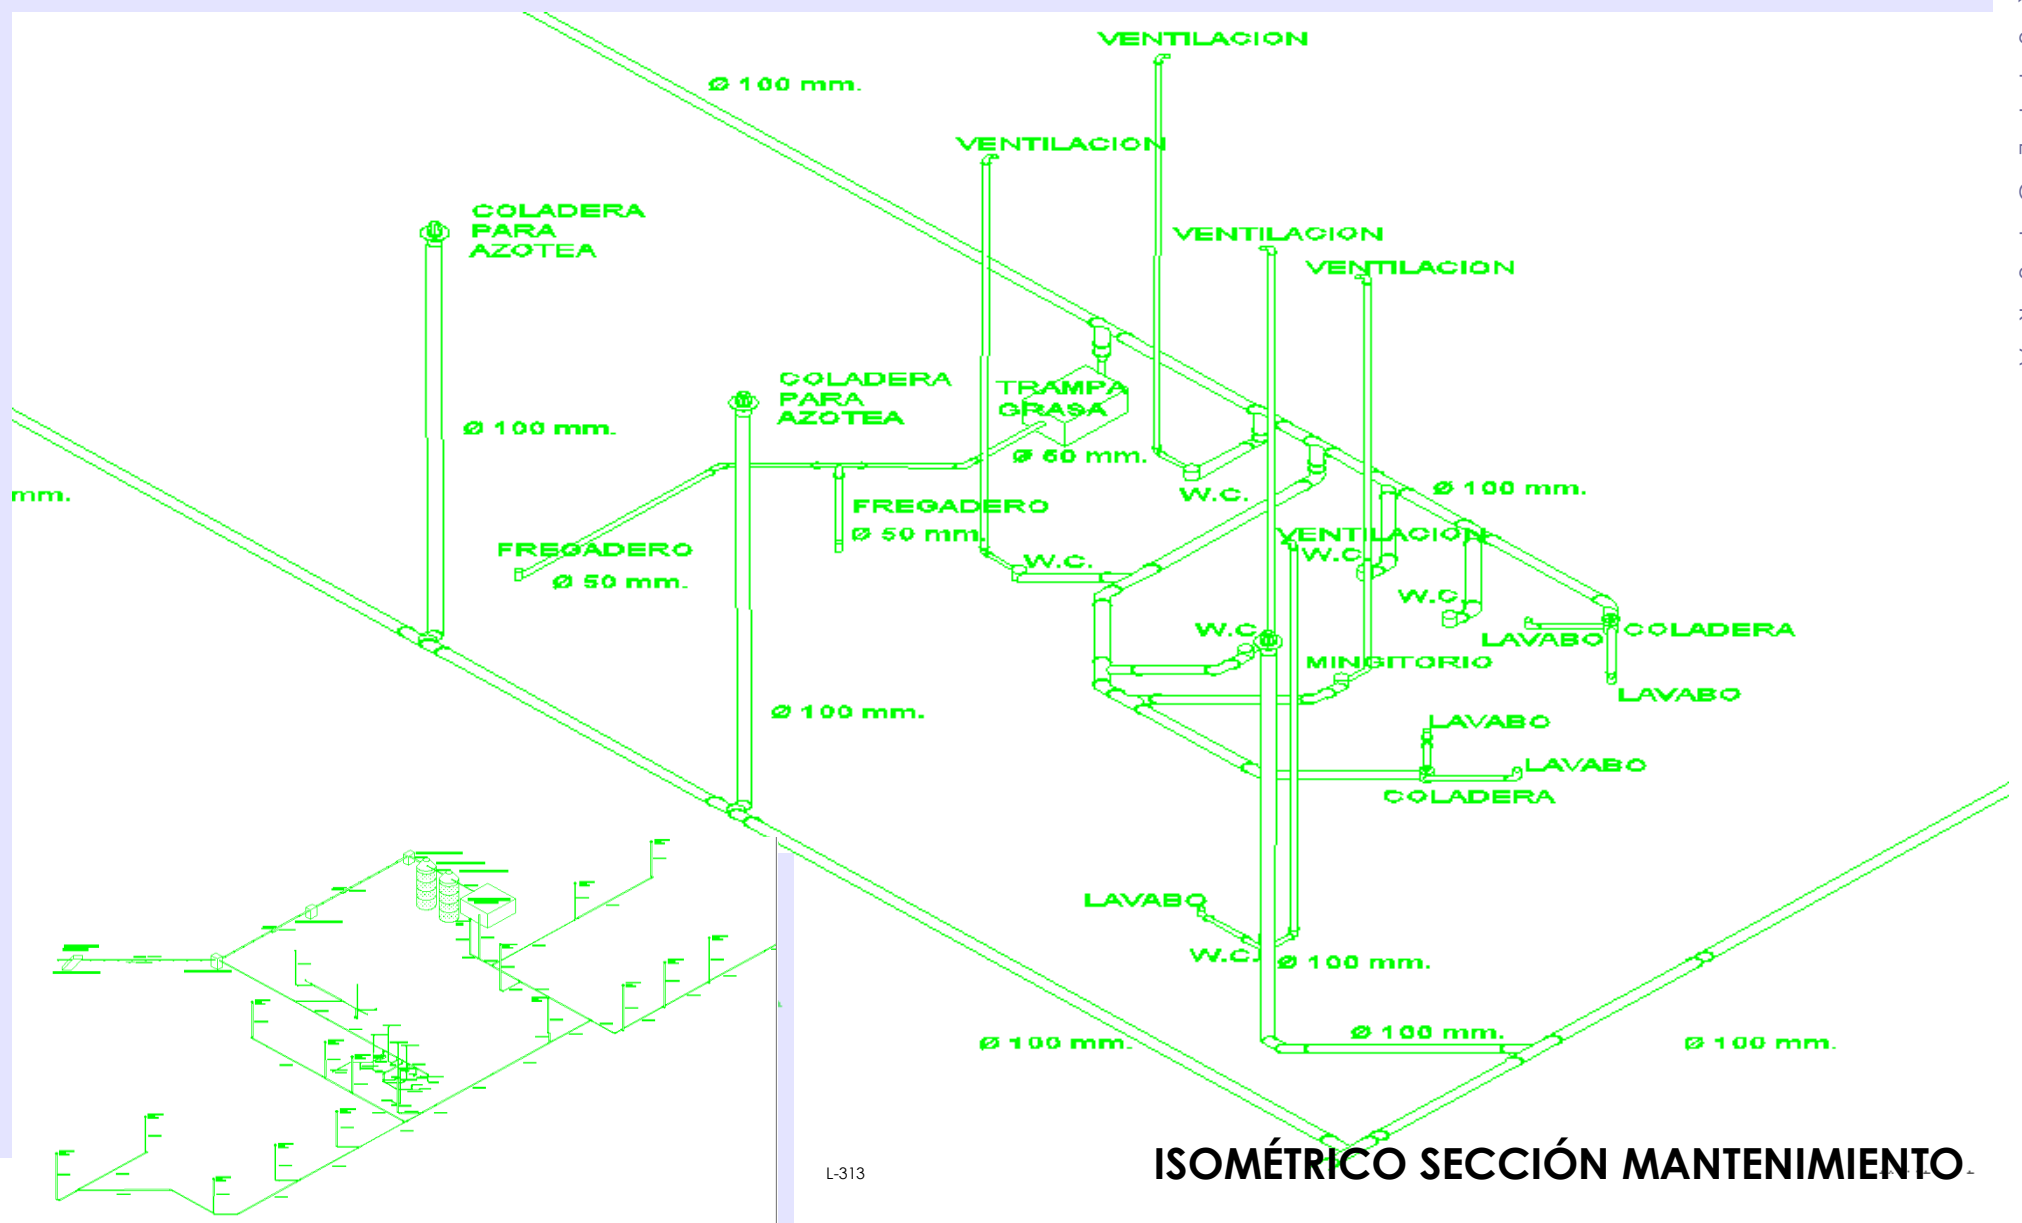 VENTILACION
Ø 100 mm.
VENTILACION
COLADERA
PARA
AZOTEA
VENTILACION
VENTILACION
COLADERA
PARA
AZOTEA
TRAMPA
GRASA
Ø 100 mm.
Ø 50 mm.
mm.
W.C.
Ø 100 mm.
FREGADERO
Ø 50 mm.
VENTILACION
FREGADERO
W.C.
W.C.
Ø 50 mm.
W.C.
W.C.
COLADERA
LAVABO
MINGITORIO
LAVABO
Ø 100 mm.
LAVABO
LAVABO
COLADERA
LAVABO
W.C.
Ø 100 mm.
Ø 100 mm.
Ø 100 mm.
Ø 100 mm.
L-313
ISOMÉTRICO SECCIÓN MANTENIMIENTO